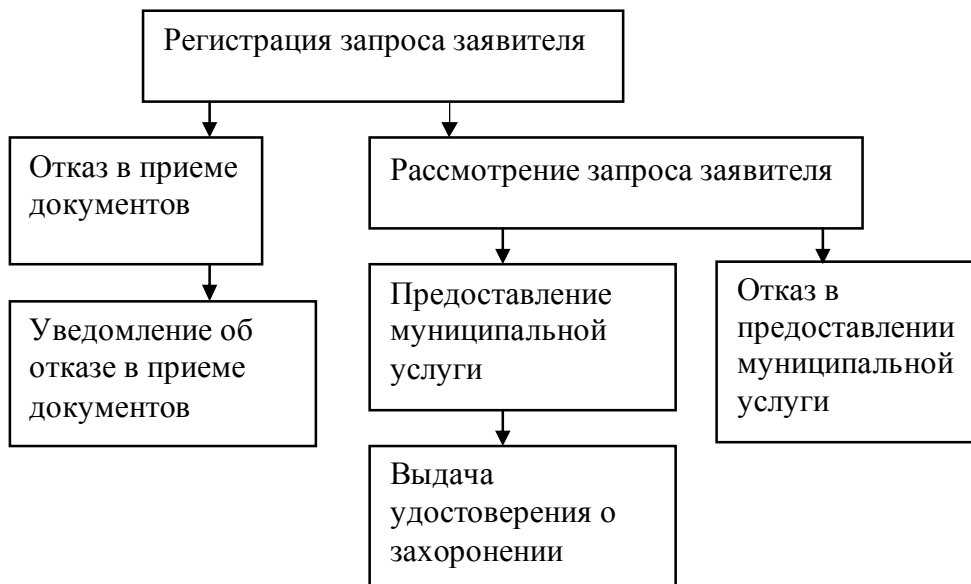 Регистрация запроса заявителя
Отказ в приеме
документов
Рассмотрение запроса заявителя
Уведомление об
отказе в приеме
документов
Предоставление
муниципальной
услуги
Отказ в
предоставлении
муниципальной
услуги
Выдача
удостоверения о
захоронении